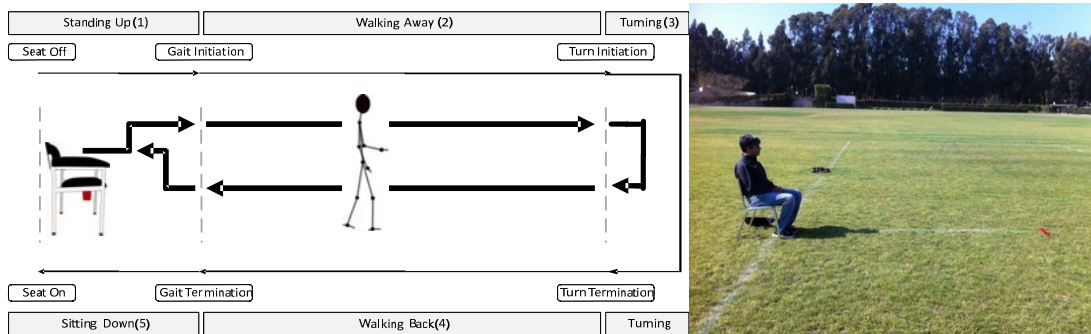 Standing Up (1) Walking Away (2) Turning (3)
Seat Off Gait Initiation Turn Initiation
Seat On Gait Termination Turn Termination
Sitting Down(5) Walking Back(4) Turning